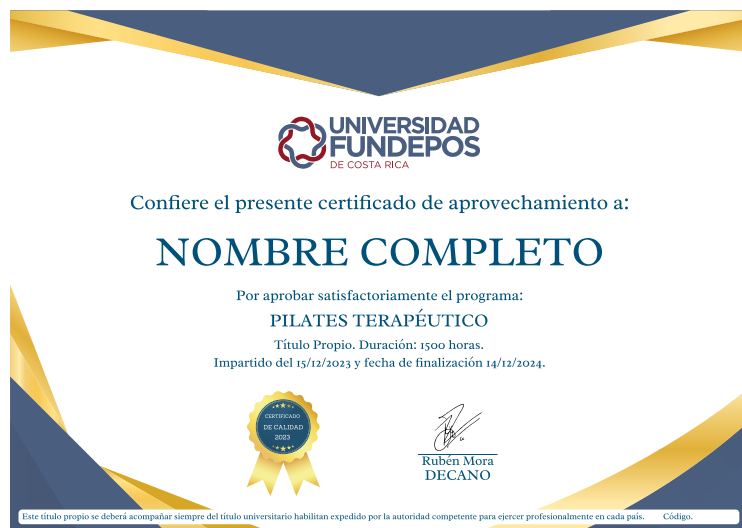 UNIVERSIDAD
FUNDEPOS
DE COSTA RICA
Confiere el presente certificado de aprovechamiento a:
NOMBRE COMPLETO
Por aprobar satisfactoriamente el programa:
PILATES TERAPÉUTICO
Título Propio. Duración: 1500 horas.
Impartido del 15/12/2023 y fecha de finalización 14/12/2024.
CERTIFICADO
DE CALIDAD
2023
Rubén Mora
DECANO
Este título propio se deberá acompañar siempre del título universitario habilitan expedido por la autoridad competente para ejercer profesionalmente en cada país. Código.